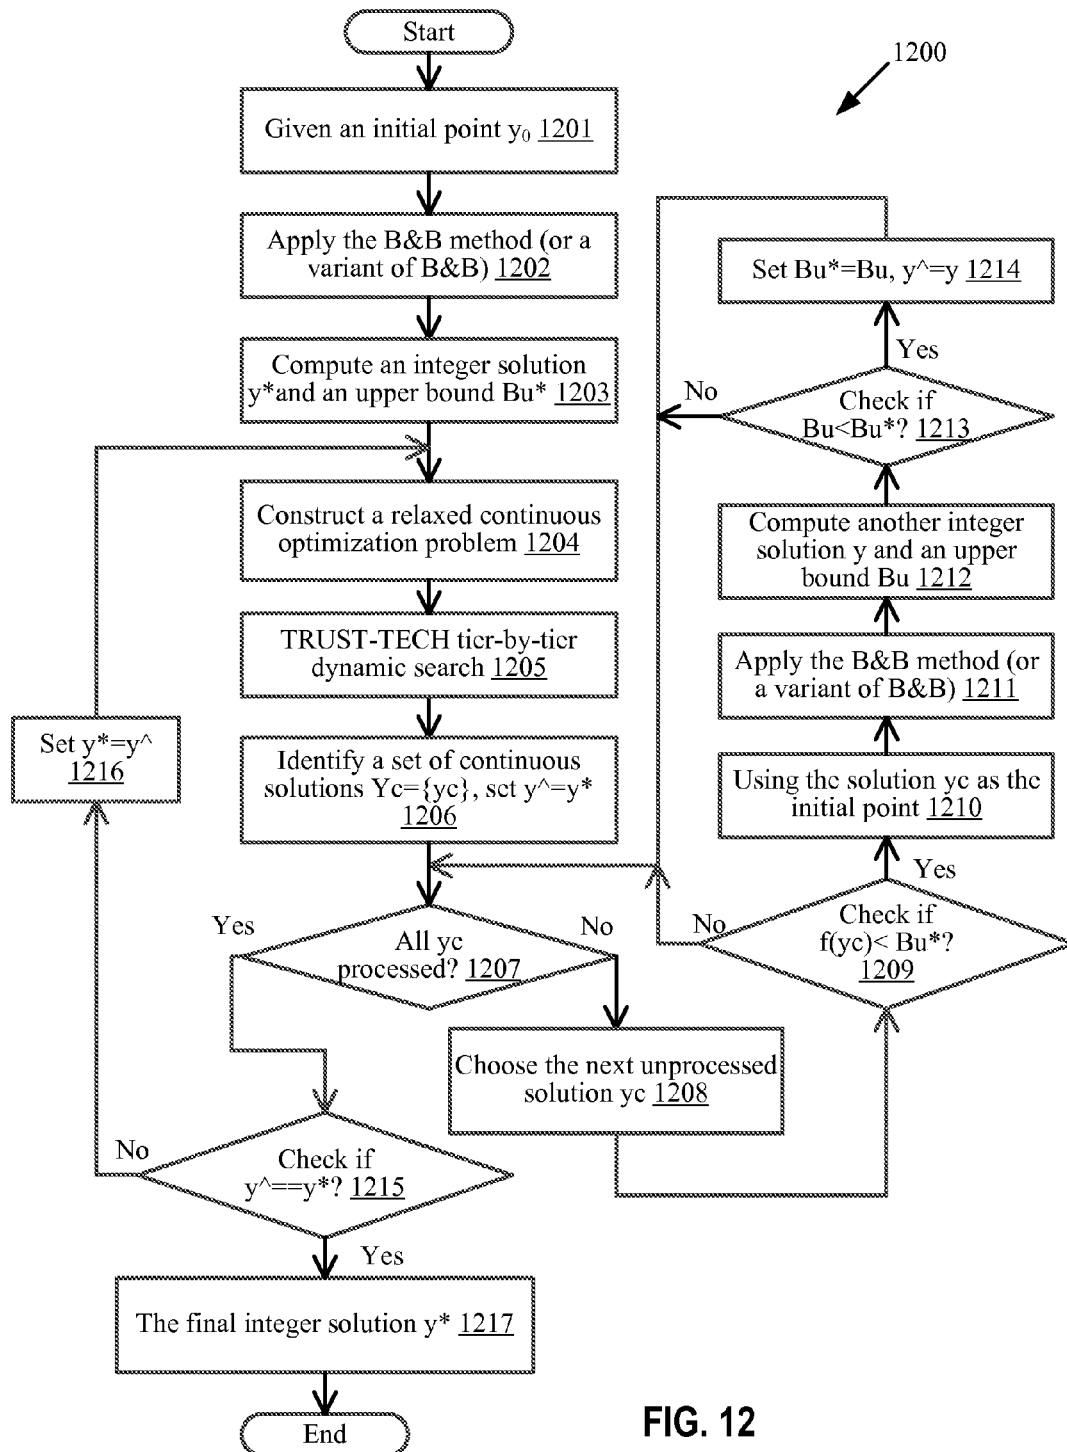 Start
1200
Given an initial point y₀ 1201
Apply the B&B method (or a
variant of B&B) 1202
Compute an integer solution
y*and an upper bound Bu* 1203
Construct a relaxed continuous
optimization problem 1204
TRUST-TECH tier-by-tier
dynamic search 1205
Identify a set of continuous
solutions Yc={yc}, set y^=y*
1206
Yes
All yc
processed? 1207
No
Choose the next unprocessed
solution yc 1208
No
Check if
f(yc)< Bu*?
1209
Yes
Using the solution yc as the
initial point 1210
Apply the B&B method (or
a variant of B&B) 1211
Compute another integer
solution y and an upper
bound Bu 1212
No
Check if
Bu<Bu*? 1213
Yes
Set Bu*=Bu, y^=y 1214
No
Check if
y^==y*? 1215
Yes
Set y*=y^
1216
The final integer solution y* 1217
End
FIG. 12